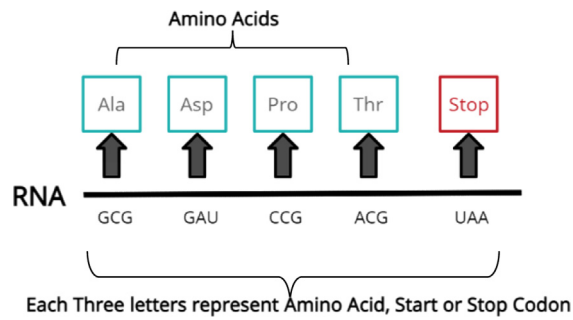 Amino Acids
Ala Asp Pro Thr Stop
RNA
GCG GAU CCG ACG UAA
Each Three letters represent Amino Acid, Start or Stop Codon